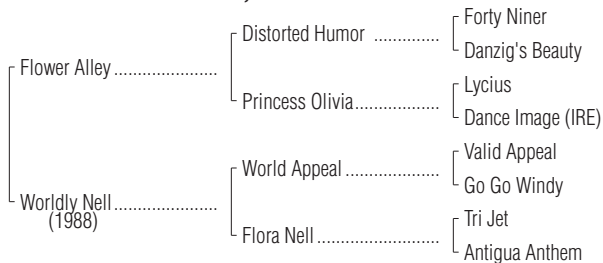 Forty Niner
Distorted Humor ..............
Danzig's Beauty
Flower Alley ......................
Lycius
Princess Olivia..................
Dance Image (IRE)
Valid Appeal
World Appeal ....................
Go Go Windy
Worldly Nell ......................
(1988)
Tri Jet
Flora Nell ..........................
Antigua Anthem